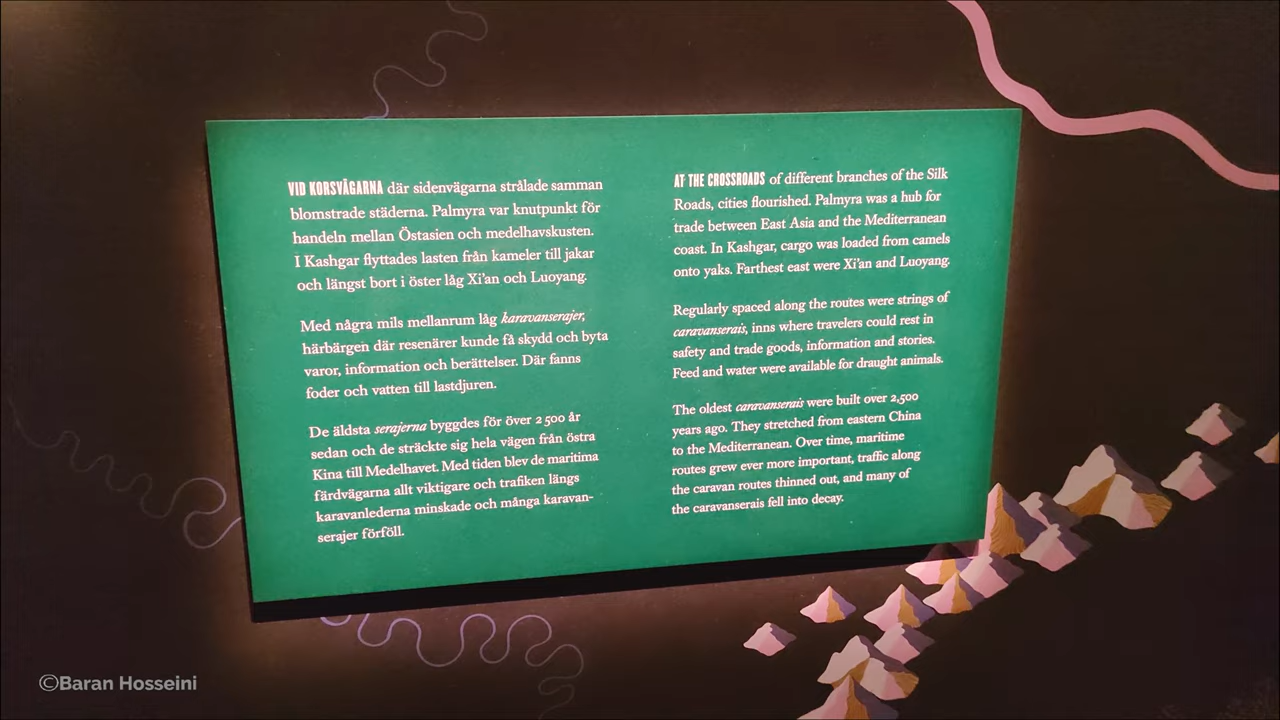 VID KORSVÄGARNA där sidenvägarna strålade samman
blomstrade städerna. Palmyra var knutpunkt för
handeln mellan Östasien och medelhavskusten.
I Kashgar flyttades lasten från kameler till jakar
och längst bort i öster låg Xi'an och Luoyang.
Med några mils mellanrum låg karavanserajer,
härbärgen där resenärer kunde få skydd och byta
varor, information och berättelser. Där fanns
foder och vatten till lastdjuren.
De äldsta serajerna byggdes för över 2 500 år
sedan och de sträckte sig hela vägen från östra
Kina till Medelhavet. Med tiden blev de maritima
färdvägarna allt viktigare och trafiken längs
karavanlederna minskade och många karavan-
serajer förföll.
AT THE CROSSROADS of different branches of the Silk
Roads, cities flourished. Palmyra was a hub for
trade between East Asia and the Mediterranean
coast. In Kashgar, cargo was loaded from camels
onto yaks. Farthest east were Xi'an and Luoyang.
Regularly spaced along the routes were strings of
caravanserais, inns where travelers could rest in
safety and trade goods, information and stories.
Feed and water were available for draught animals.
The oldest caravanserais were built over 2,500
years ago. They stretched from eastern China
to the Mediterranean. Over time, maritime
routes grew ever more important, traffic along
the caravan routes thinned out, and many of
the caravanserais fell into decay.
©Baran Hosseini